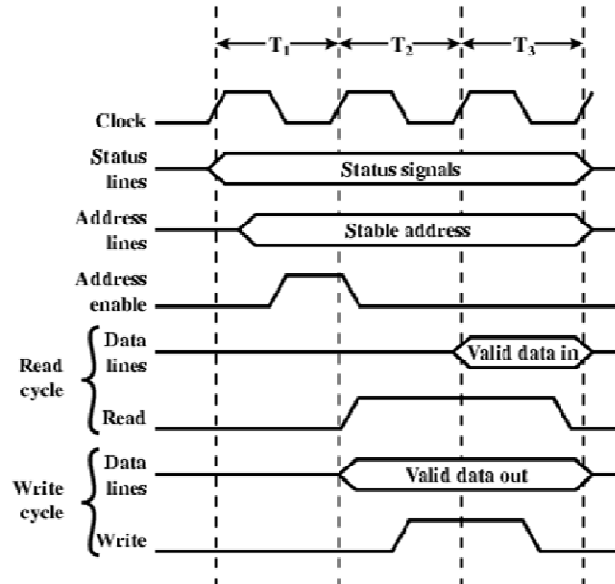 T1 T2 T3
Clock
Status
lines
Status signals
Address
lines
Stable address
Address
enable
Read
cycle
Data
lines
Valid data in
Read
Write
cycle
Data
lines
Valid data out
Write